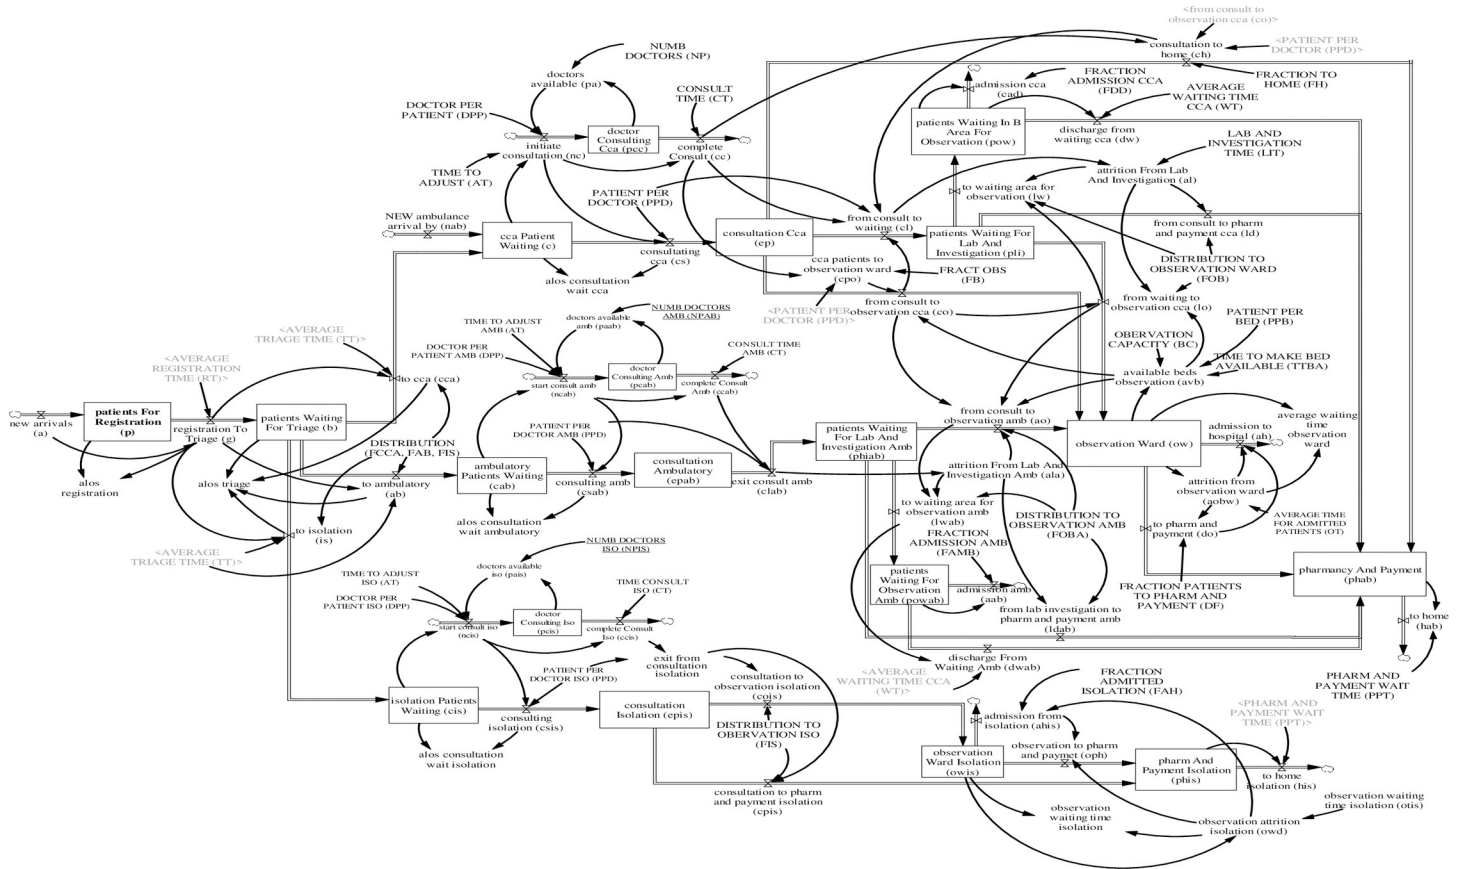 <from consult to
observation cca (co)>
consultation to
home (ch)
<PATIENT PER
DOCTOR (PPD)>
FRACTION TO
HOME (FH)
NUMB
DOCTORS (NP)
doctors
available (pa)
CONSULT
TIME (CT)
DOCTOR PER
PATIENT (DPP)
doctor
Consulting
Cca (pcc)
initiate
consultation (nc)
complete
Consult (cc)
TIME TO
ADJUST (AT)
admission cca
(cad)
FRACTION
ADMISSION CCA
(FDD)
AVERAGE
WAITING TIME
CCA (WT)
patients Waiting In B
Area For
Observation (pow)
discharge from
waiting cca (dw)
LAB AND
INVESTIGATION
TIME (LIT)
attrition From Lab
And Investigation (al)
to waiting area for
observation (lw)
PATIENT PER
DOCTOR (PPD)
NEW ambulance
arrival by (nab)
cca Patient
Waiting (c)
consulting
cca (cs)
consultation Cca
(ep)
from consult to
waiting (cl)
patients Waiting For
Lab And
Investigation (pli)
from consult to pharm
and payment cca (ld)
alos consultation
wait cca
cca patients to
observation ward
(cpo)
FRACT OBS
(FB)
DISTRIBUTION TO
OBSERVATION WARD
(FOB)
<PATIENT PER
DOCTOR (PPD)>
from consult to
observation cca (co)
from waiting to
observation cca (lo)
PATIENT PER
BED (PPB)
OBERVATION
CAPACITY (BC)
TIME TO MAKE BED
AVAILABLE (TTBA)
available beds
observation (avb)
NUMB DOCTORS
AMB (NPAB)
TIME TO ADJUST
AMB (AT)
doctors available
amb (paab)
DOCTOR PER
PATIENT AMB (DPP)
CONSULT TIME
AMB (CT)
doctor
Consulting Amb
(pcab)
start consult amb
(ncab)
complete Consult
Amb (ccab)
<AVERAGE
TRIAGE TIME (TT)>
<AVERAGE
REGISTRATION
TIME (RT)>
to cca (cca)
patients For
Registration
(p)
new arrivals
(a)
registration To
Triage (g)
patients Waiting
For Triage (b)
DISTRIBUTION
(FCCA, FAB, FIS)
alos
registration
alos triage
to ambulatory
(ab)
to isolation
(is)
<AVERAGE
TRIAGE TIME (TT)>
PATIENT PER
DOCTOR AMB (PPD)
ambulatory
Patients Waiting
(cab)
consulting amb
(csab)
consultation
Ambulatory
(epab)
exit consult amb
(clab)
alos consultation
wait ambulatory
patients Waiting
For Lab And
Investigation Amb
(phiab)
from consult to
observation amb (ao)
observation Ward (ow)
average waiting
time
observation
ward
admission to
hospital (ah)
attrition from
observation ward
(aobw)
AVERAGE TIME
FOR ADMITTED
PATIENTS (OT)
to pharm and
payment (do)
attrition From Lab And
Investigation Amb (ala)
to waiting area for
observation amb
(lwab)
DISTRIBUTION TO
OBSERVATION AMB
(FOBA)
FRACTION
ADMISSION AMB
(FAMB)
patients
Waiting For
Observation
Amb (powab)
admission amb
(aab)
from lab investigation to
pharm and payment amb
(ldab)
FRACTION PATIENTS
TO PHARM AND
PAYMENT (DF)
pharmancy And Payment
(phab)
to home
(hab)
PHARM AND
PAYMENT WAIT
TIME (PPT)
discharge From
Waiting Amb (dwab)
<AVERAGE
WAITING TIME CCA
(WT)>
NUMB DOCTORS
ISO (NPIS)
TIME TO ADJUST
ISO (AT)
doctors available
iso (pais)
DOCTOR PER
PATIENT ISO (DPP)
TIME CONSULT
ISO (CT)
doctor
Consulting Iso
(pcis)
start consult iso
(ncis)
complete Consult
Iso (ccis)
PATIENT PER
DOCTOR ISO (PPD)
exit from
consultation
isolation
consultation to
observation isolation
(cois)
isolation Patients
Waiting (cis)
consulting
isolation (csis)
consultation
Isolation (epis)
DISTRIBUTION TO
OBERVATION ISO
(FIS)
alos consultation
wait isolation
consultation to pharm
and payment isolation
(cpis)
FRACTION
ADMITTED
ISOLATION (FAH)
admission from
isolation (ahis)
<PHARM AND
PAYMENT WAIT
TIME (PPT)>
observation
Ward Isolation
(owis)
observation to pharm
and paymet (oph)
pharm And
Payment Isolation
(phis)
to home
isolation (his)
observation
waiting time
isolation
observation attrition
isolation (owd)
observation waiting
time isolation (otis)